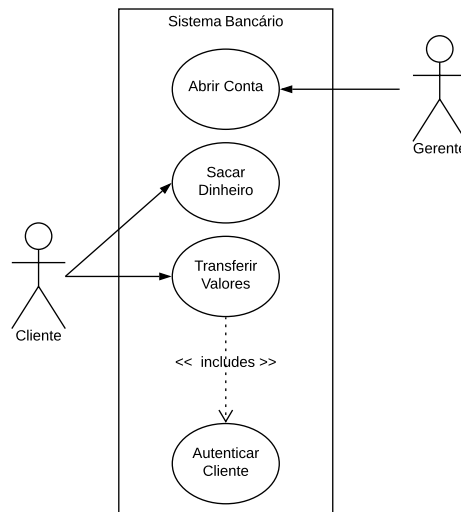 Sistema Bancário
Abrir Conta
Gerente
Sacar
Dinheiro
Transferir
Valores
Cliente
<< includes >>
Autenticar
Cliente